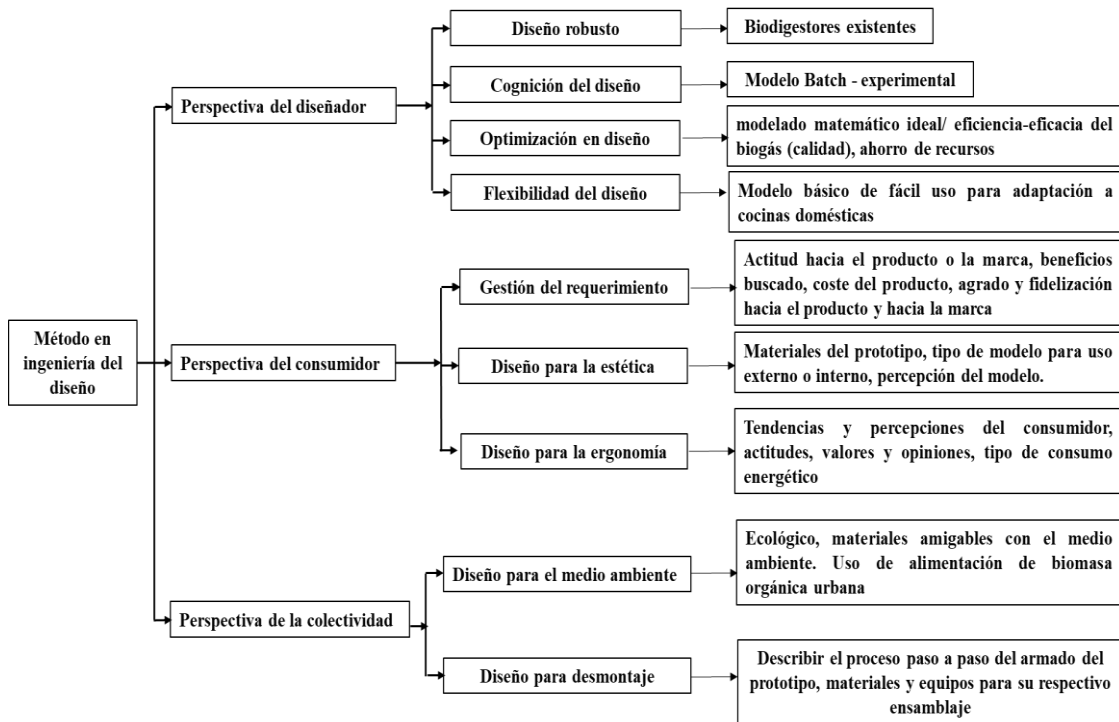 Método en
ingeniería del
diseño
Perspectiva del diseñador
Diseño robusto
Biodigestores existentes
Cognición del diseño
Modelo Batch - experimental
Optimización en diseño
modelado matemático ideal/ eficiencia-eficacia del
biogás (calidad), ahorro de recursos
Flexibilidad del diseño
Modelo básico de fácil uso para adaptación a
cocinas domésticas
Perspectiva del consumidor
Gestión del requerimiento
Actitud hacia el producto o la marca, beneficios
buscado, coste del producto, agrado y fidelización
hacia el producto y hacia la marca
Diseño para la estética
Materiales del prototipo, tipo de modelo para uso
externo o interno, percepción del modelo.
Diseño para la ergonomía
Tendencias y percepciones del consumidor,
actitudes, valores y opiniones, tipo de consumo
energético
Perspectiva de la colectividad
Diseño para el medio ambiente
Ecológico, materiales amigables con el medio
ambiente. Uso de alimentación de biomasa
orgánica urbana
Diseño para desmontaje
Describir el proceso paso a paso del armado del
prototipo, materiales y equipos para su respectivo
ensamblaje